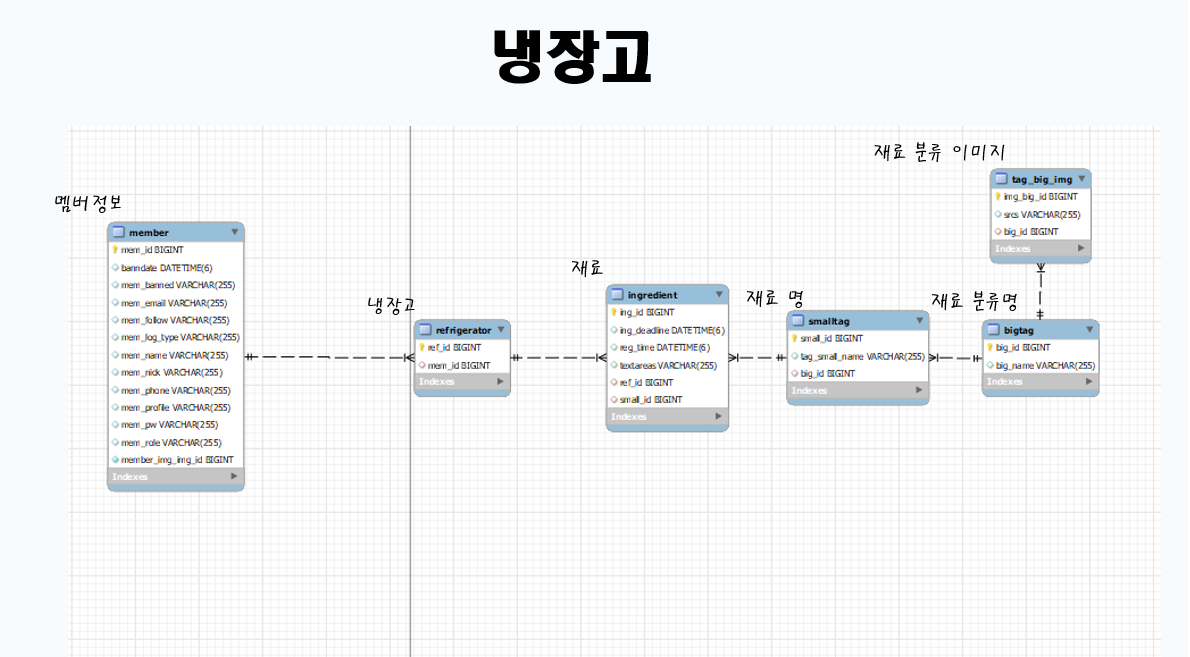 냉장고
재료 분류 이미지
tag_big_img
img_big_id BIGINT
srcs VARCHAR(255)
big_id BIGINT
Indexes
멤버정보
member
mem_id BIGINT
banndate DATETIME(6)
mem_banned VARCHAR(255)
mem_email VARCHAR(255)
mem_follow VARCHAR(255)
mem_log_type VARCHAR(255)
mem_name VARCHAR(255)
mem_nick VARCHAR(255)
mem_phone VARCHAR(255)
mem_profile VARCHAR(255)
mem_pw VARCHAR(255)
mem_role VARCHAR(255)
member_img_img_id BIGINT
Indexes
냉장고
refrigerator
ref_id BIGINT
mem_id BIGINT
Indexes
재료
ingredient
ing_id BIGINT
ing_deadline DATETIME(6)
reg_time DATETIME(6)
textareas VARCHAR(255)
ref_id BIGINT
small_id BIGINT
Indexes
재료 명
smalltag
small_id BIGINT
tag_small_name VARCHAR(255)
big_id BIGINT
Indexes
재료 분류명
bigtag
big_id BIGINT
big_name VARCHAR(255)
Indexes